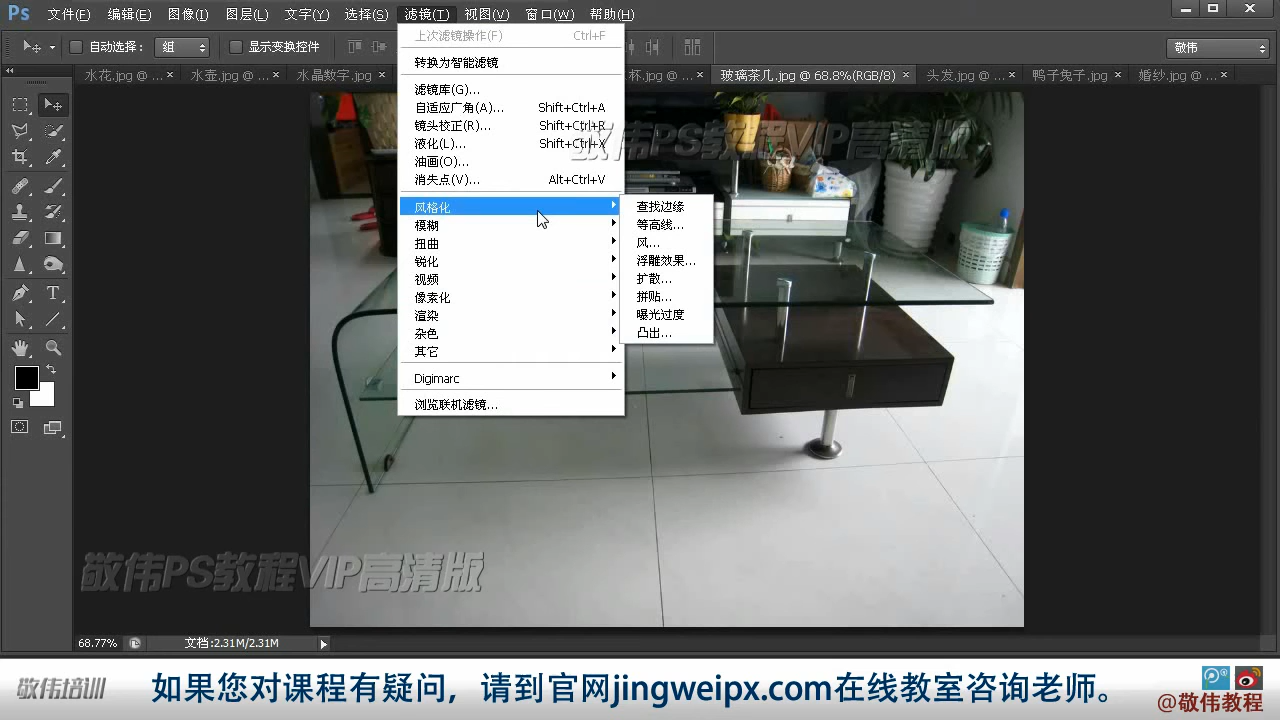 Ps 文件(F) 编辑(E) 图像(I) 图层(L) 文字(Y) 选择(S) 滤镜(T) 视图(V) 窗口(W) 帮助(H)
自动选择： 组 显示变换控件 敬伟
水花.jpg @ ... × 水壶.jpg @ ... × 水晶数字.jpg × 杯.jpg @ ... × 玻璃茶几.jpg @ 68.8%(RGB/8) × 头发.jpg @ ... × 鸭子兔子.jpg × 婚纱.jpg @ ... ×
上次滤镜操作(F) Ctrl+F
转换为智能滤镜
滤镜库(G)...
自适应广角(A)... Shift+Ctrl+A
镜头校正(R)... Shift+Ctrl+R
液化(L)... Shift+Ctrl+X
油画(O)...
消失点(V)... Alt+Ctrl+V
风格化
模糊
扭曲
锐化
视频
像素化
渲染
杂色
其它
Digimarc
浏览联机滤镜...
查找边缘
等高线...
风...
浮雕效果...
扩散...
拼贴...
曝光过度
凸出...
敬伟PS教程VIP高清版
敬伟PS教程VIP高清版
68.77% 文档:2.31M/2.31M
敬伟培训 如果您对课程有疑问，请到官网jingweipx.com在线教室咨询老师。
@敬伟教程